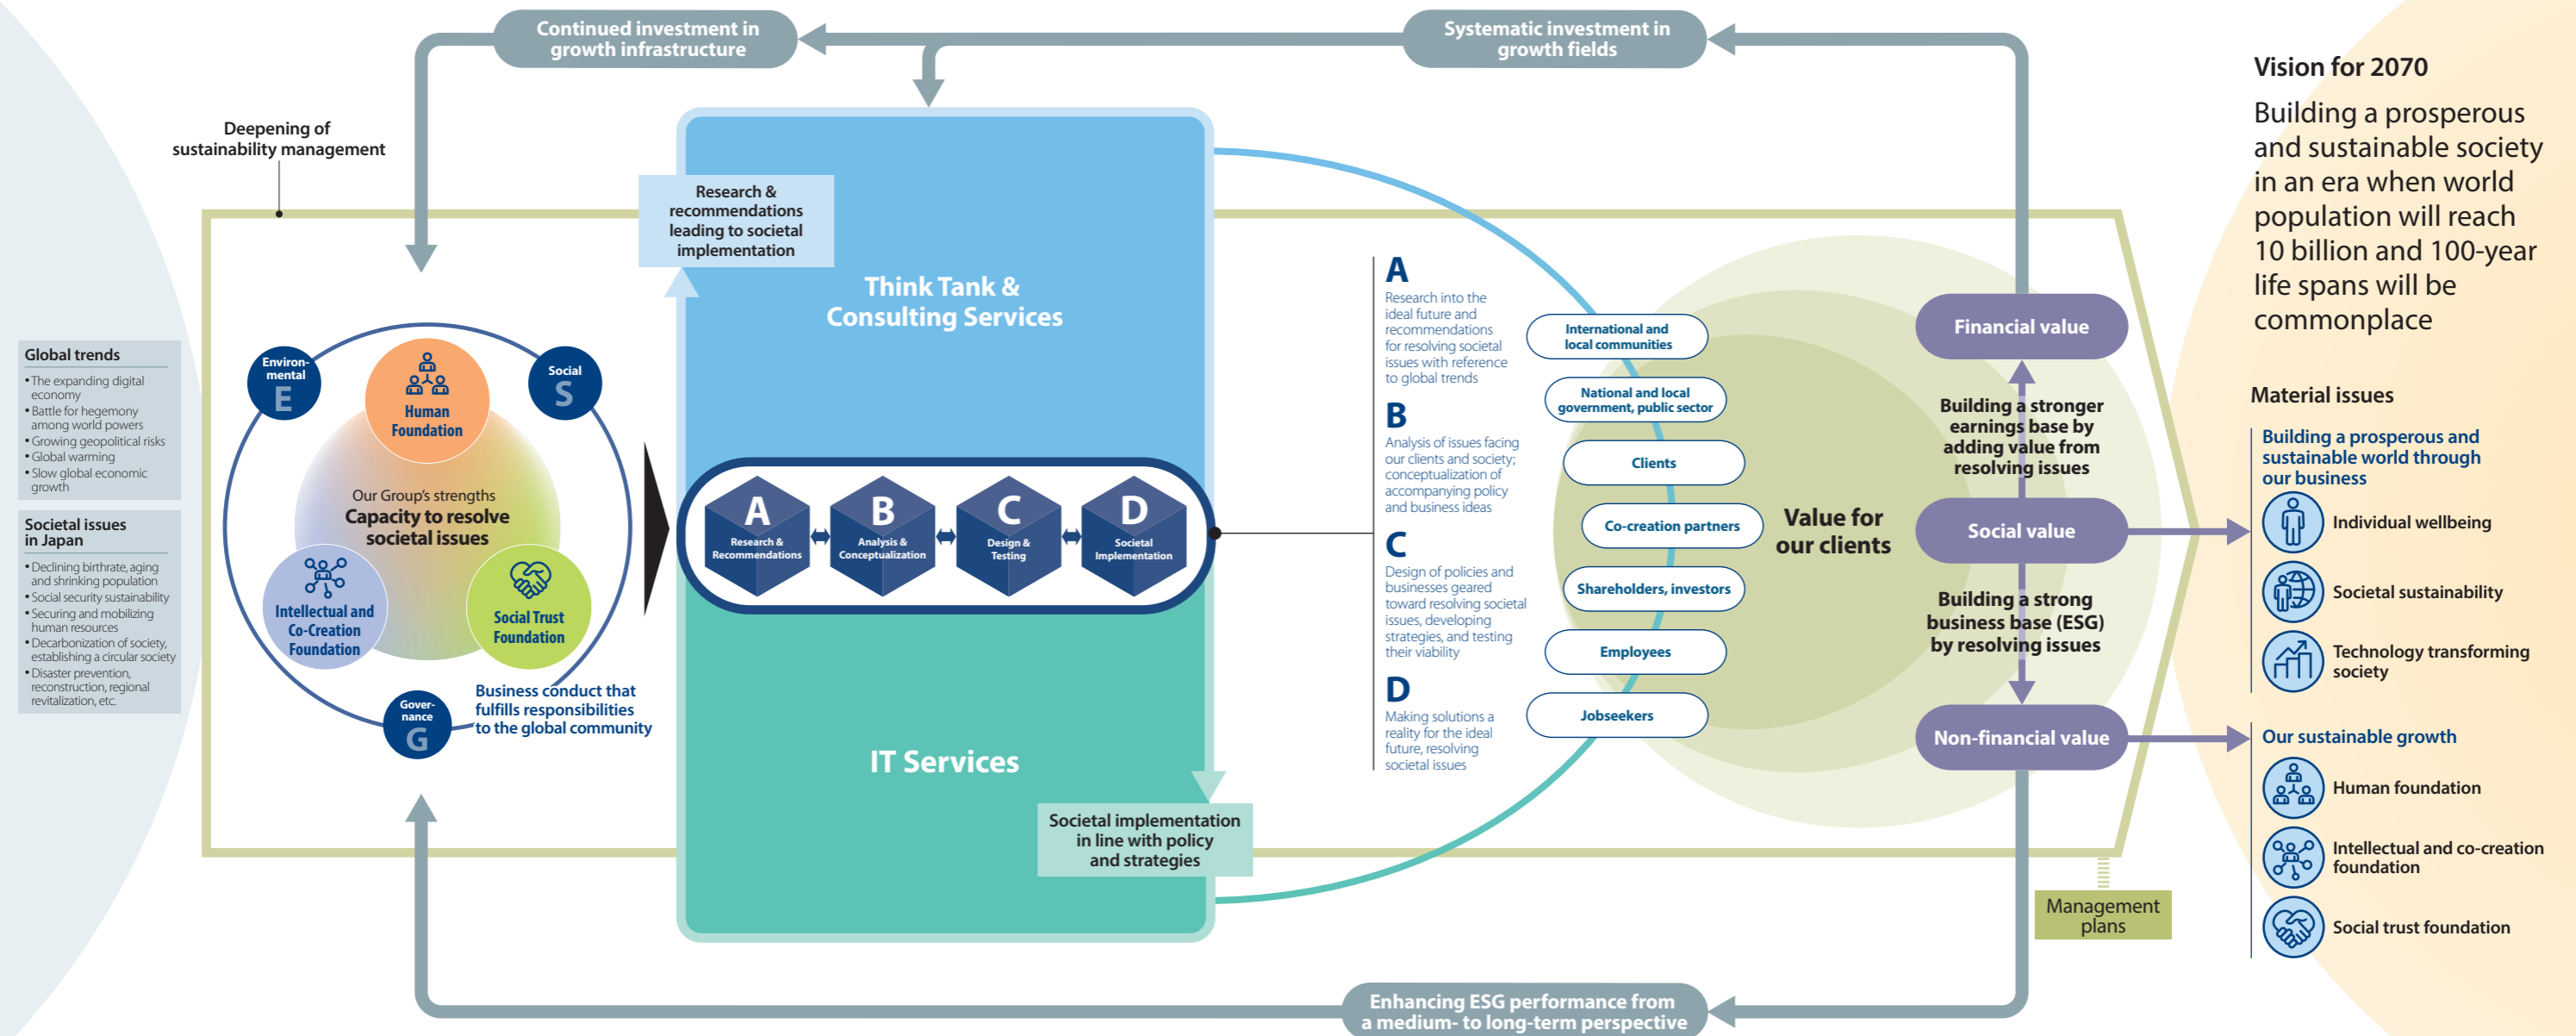 Continued investment in
growth infrastructure
Systematic investment in
growth fields
Deepening of
sustainability management
Global trends
• The expanding digital
economy
• Battle for hegemony
among world powers
• Growing geopolitical risks
• Global warming
• Slow global economic
growth
Societal issues
in Japan
• Declining birthrate, aging
and shrinking population
• Social security sustainability
• Securing and mobilizing
human resources
• Decarbonization of society,
establishing a circular society
• Disaster prevention,
reconstruction, regional
revitalization, etc.
Environ-
mental
E
Social
S
Human
Foundation
Our Group's strengths
Capacity to resolve
societal issues
Intellectual and
Co-Creation
Foundation
Social Trust
Foundation
Gover-
nance
G
Business conduct that
fulfills responsibilities
to the global community
Research &
recommendations
leading to societal
implementation
Think Tank &
Consulting Services
A
Research &
Recommendations
B
Analysis &
Conceptualization
C
Design &
Testing
D
Societal
Implementation
IT Services
Societal implementation
in line with policy
and strategies
A
Research into the
ideal future and
recommendations
for resolving societal
issues with reference
to global trends
B
Analysis of issues facing
our clients and society;
conceptualization of
accompanying policy
and business ideas
C
Design of policies and
businesses geared
toward resolving societal
issues, developing
strategies, and testing
their viability
D
Making solutions a
reality for the ideal
future, resolving
societal issues
International and
local communities
National and local
government, public sector
Clients
Co-creation partners
Shareholders, investors
Employees
Jobseekers
Value for
our clients
Financial value
Building a stronger
earnings base by
adding value from
resolving issues
Social value
Building a strong
business base (ESG)
by resolving issues
Non-financial value
Management
plans
Enhancing ESG performance from
a medium- to long-term perspective
Vision for 2070
Building a prosperous
and sustainable society
in an era when world
population will reach
10 billion and 100-year
life spans will be
commonplace
Material issues
Building a prosperous and
sustainable world through
our business
Individual wellbeing
Societal sustainability
Technology transforming
society
Our sustainable growth
Human foundation
Intellectual and co-creation
foundation
Social trust foundation